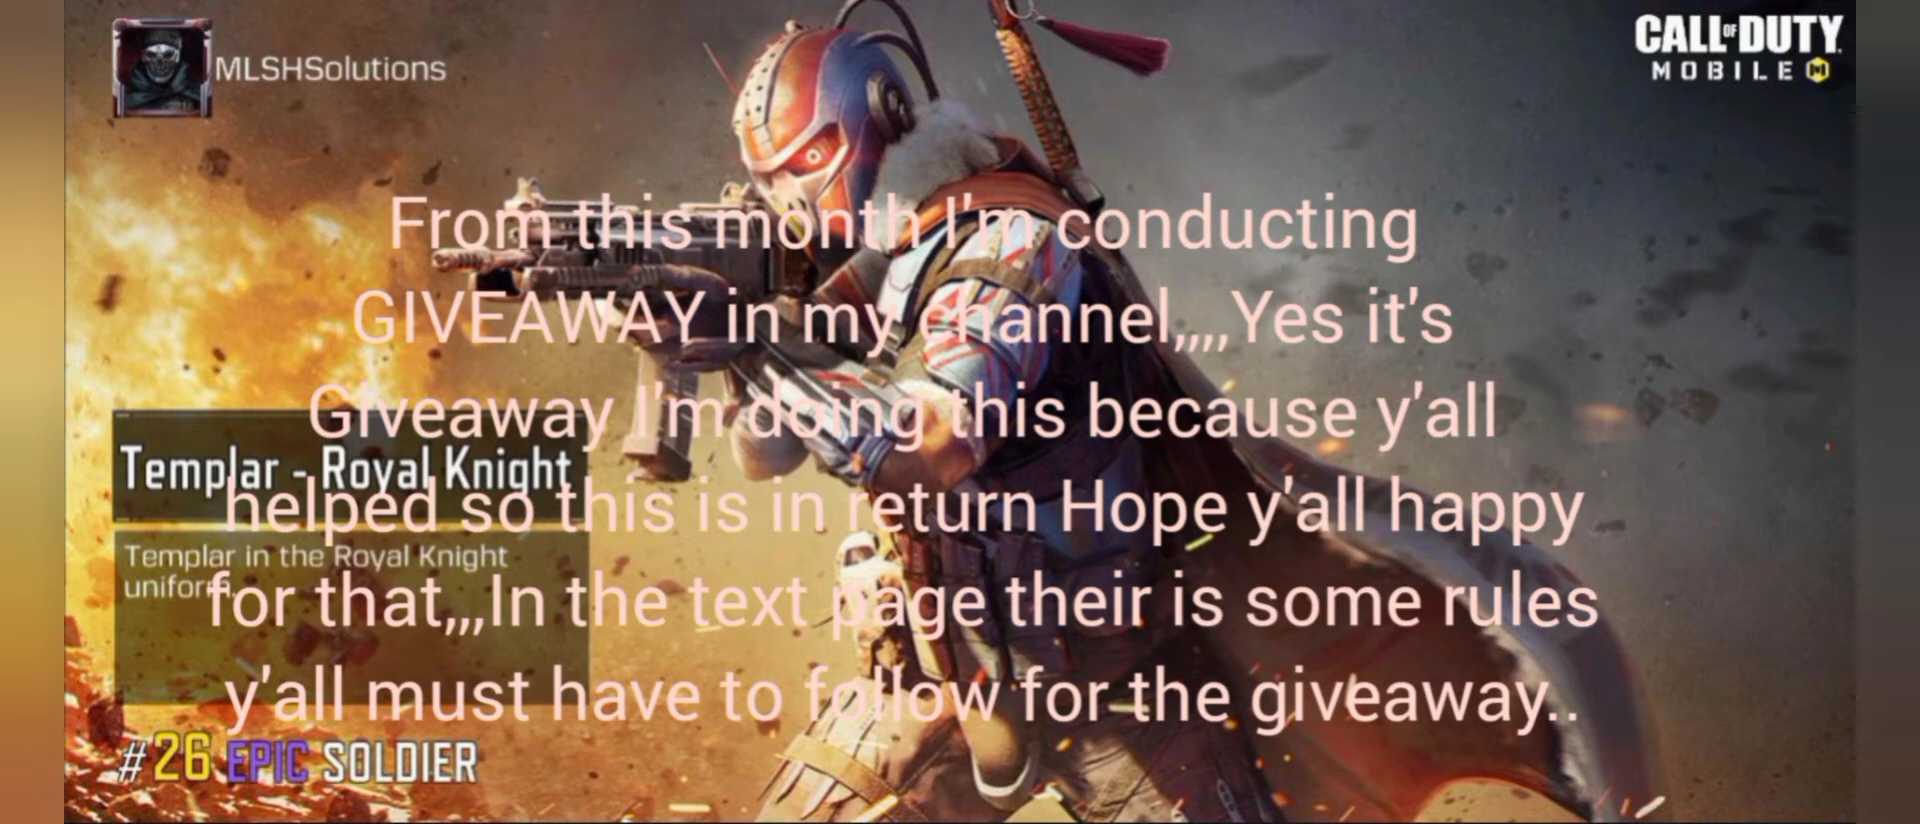 MLSHSolutions
CALL OF DUTY
MOBILE
From this month I'm conducting
GIVEAWAY in my channel,,,,Yes it's
Giveaway I'm doing this because y'all
helped so this is in return Hope y'all happy
for that,,,In the text page their is some rules
y'all must have to follow for the giveaway..
Templar - Royal Knight
Templar in the Royal Knight
uniform.
#26 EPIC SOLDIER